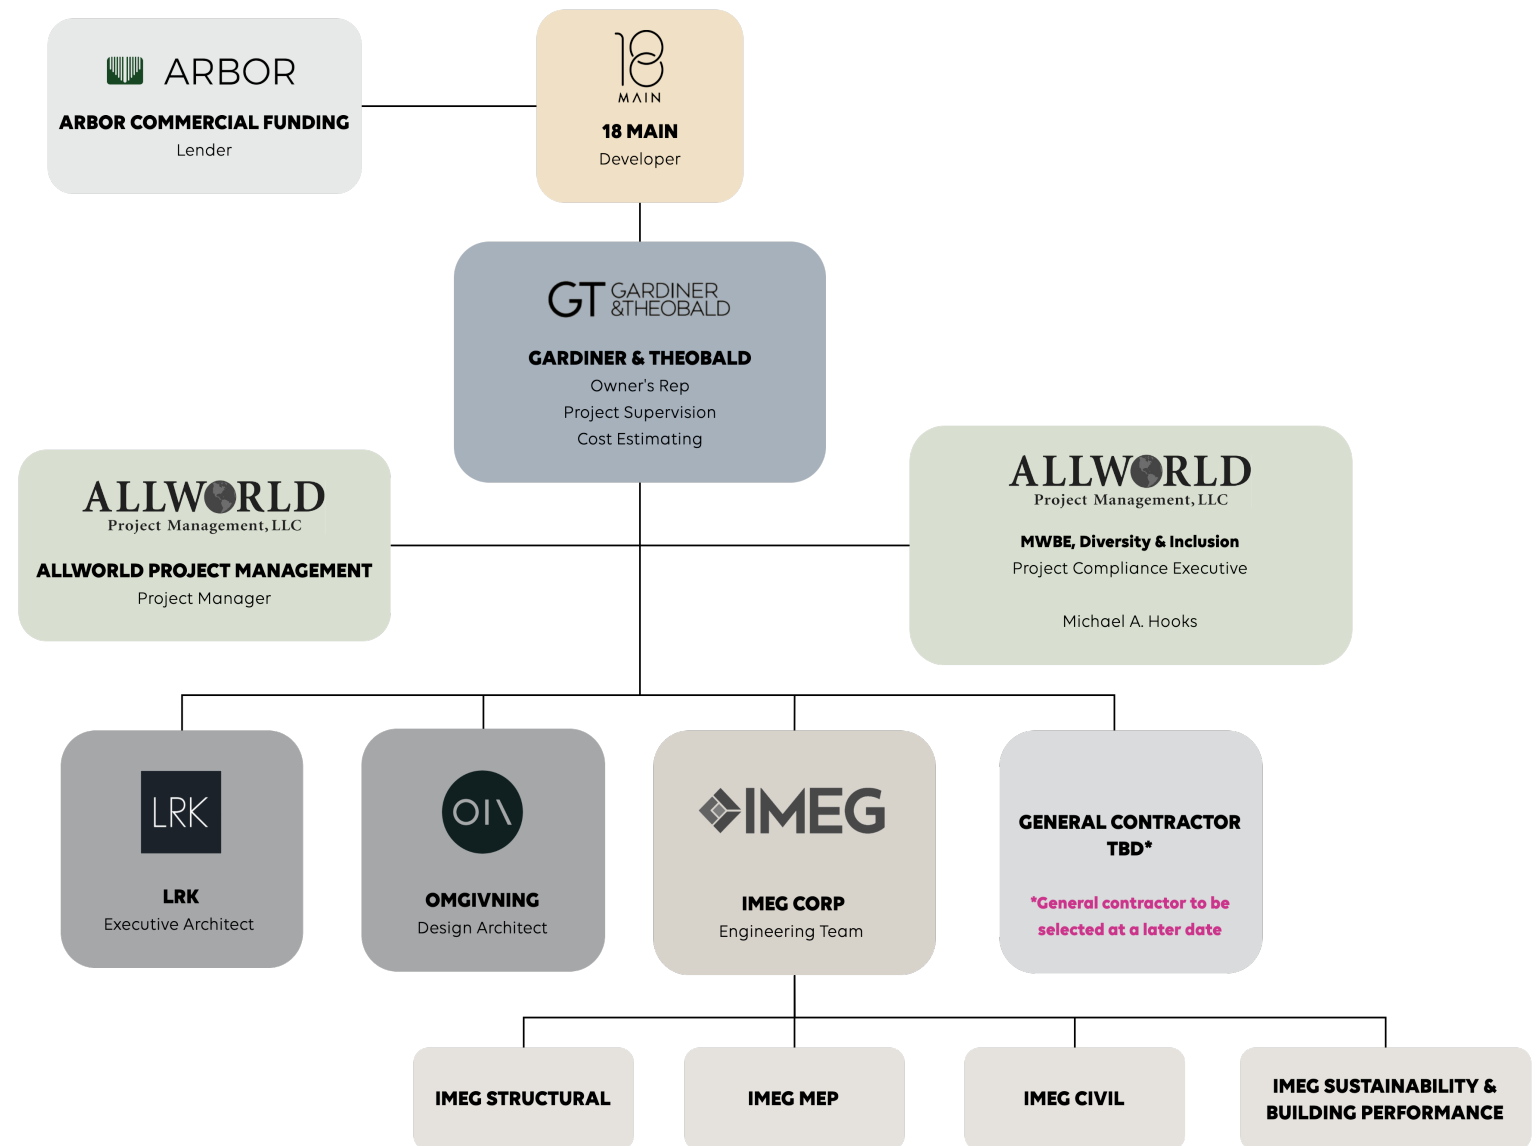 ARBOR
ARBOR COMMERCIAL FUNDING
Lender
18
MAIN
18 MAIN
Developer
GT GARDINER
&THEOBALD
GARDINER & THEOBALD
Owner's Rep
Project Supervision
Cost Estimating
ALLWORLD
Project Management, LLC
ALLWORLD PROJECT MANAGEMENT
Project Manager
ALLWORLD
Project Management, LLC
MWBE, Diversity & Inclusion
Project Compliance Executive
Michael A. Hooks
LRK
LRK
Executive Architect
OMGIVNING
Design Architect
IMEG
IMEG CORP
Engineering Team
GENERAL CONTRACTOR
TBD*
*General contractor to be
selected at a later date
IMEG STRUCTURAL
IMEG MEP
IMEG CIVIL
IMEG SUSTAINABILITY &
BUILDING PERFORMANCE